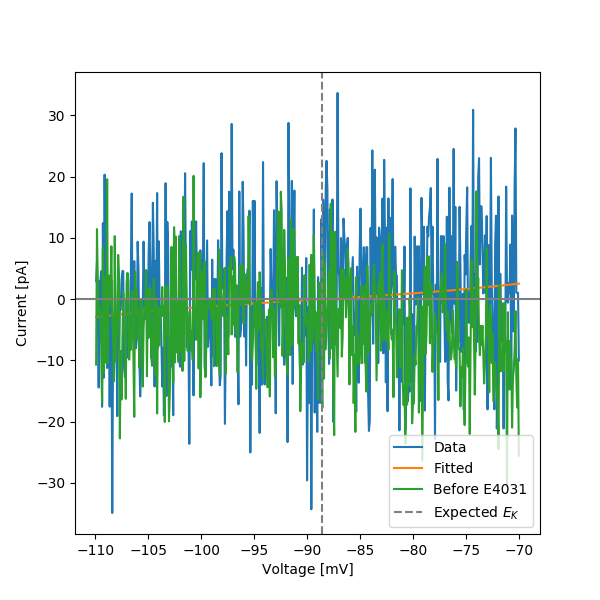 30
20
10
0
−10
−20
−30
Current [pA]
−110 −105 −100 −95 −90 −85 −80 −75 −70
Voltage [mV]
Data
Fitted
Before E4031
Expected E_K